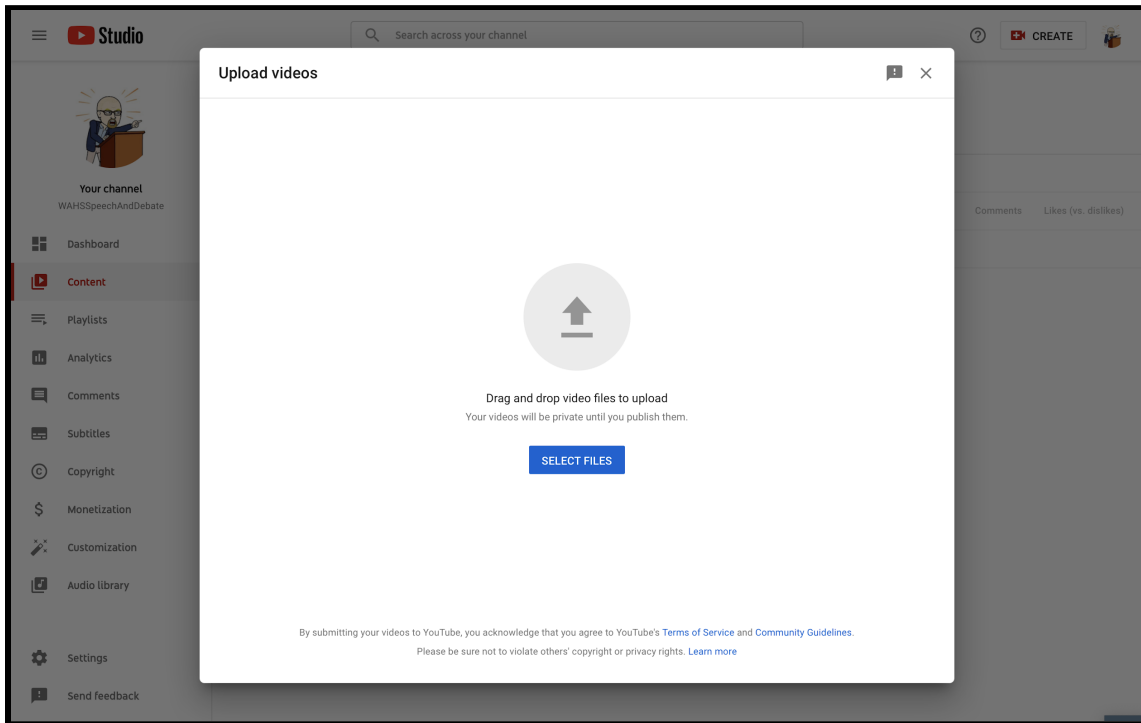 Studio
Search across your channel
CREATE
Upload videos
Your channel
WAHSSpeechAndDebate
Dashboard
Content
Playlists
Analytics
Comments
Subtitles
Copyright
Monetization
Customization
Audio library
Settings
Send feedback
Comments Likes (vs. dislikes)
Drag and drop video files to upload
Your videos will be private until you publish them.
SELECT FILES
By submitting your videos to YouTube, you acknowledge that you agree to YouTube's Terms of Service and Community Guidelines.
Please be sure not to violate others' copyright or privacy rights. Learn more